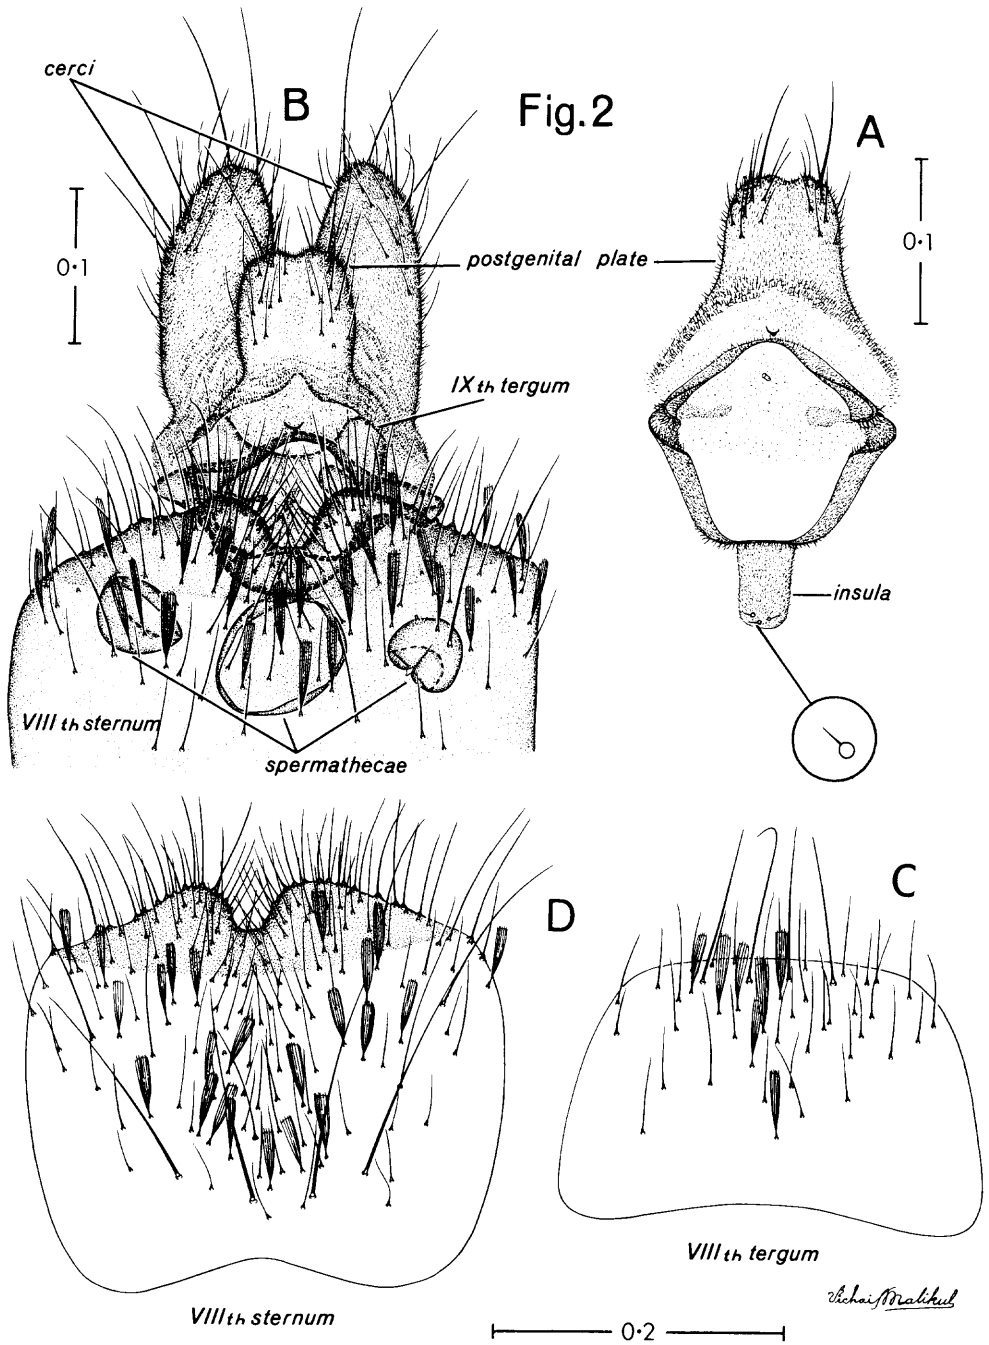 cerci
B
Fig.2
A
0·1
0·1
postgenital plate
IXth tergum
insula
VIIIth sternum
spermathecae
D
C
VIIIth tergum
Vichai Malikul
VIIIth sternum
0·2